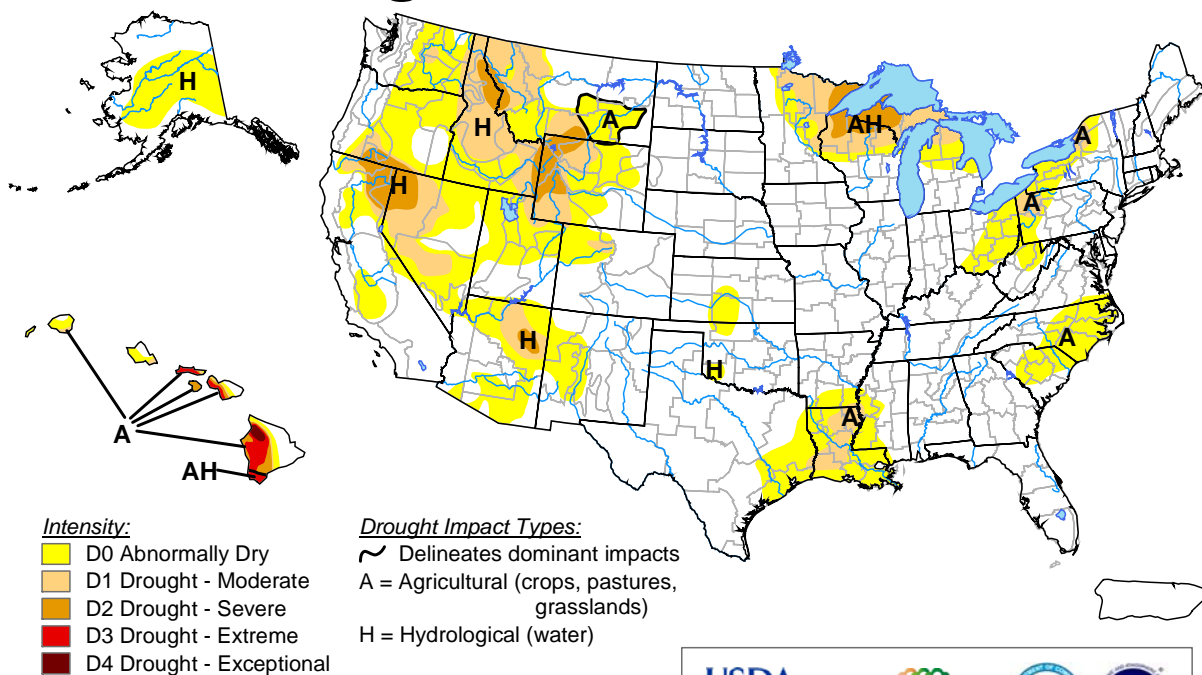 H
A
AH
H
A
H
A
H
A
H
A
A
AH
Intensity:
D0 Abnormally Dry
D1 Drought - Moderate
D2 Drought - Severe
D3 Drought - Extreme
D4 Drought - Exceptional
Drought Impact Types:
Delineates dominant impacts
A = Agricultural (crops, pastures,
grasslands)
H = Hydrological (water)
USDA